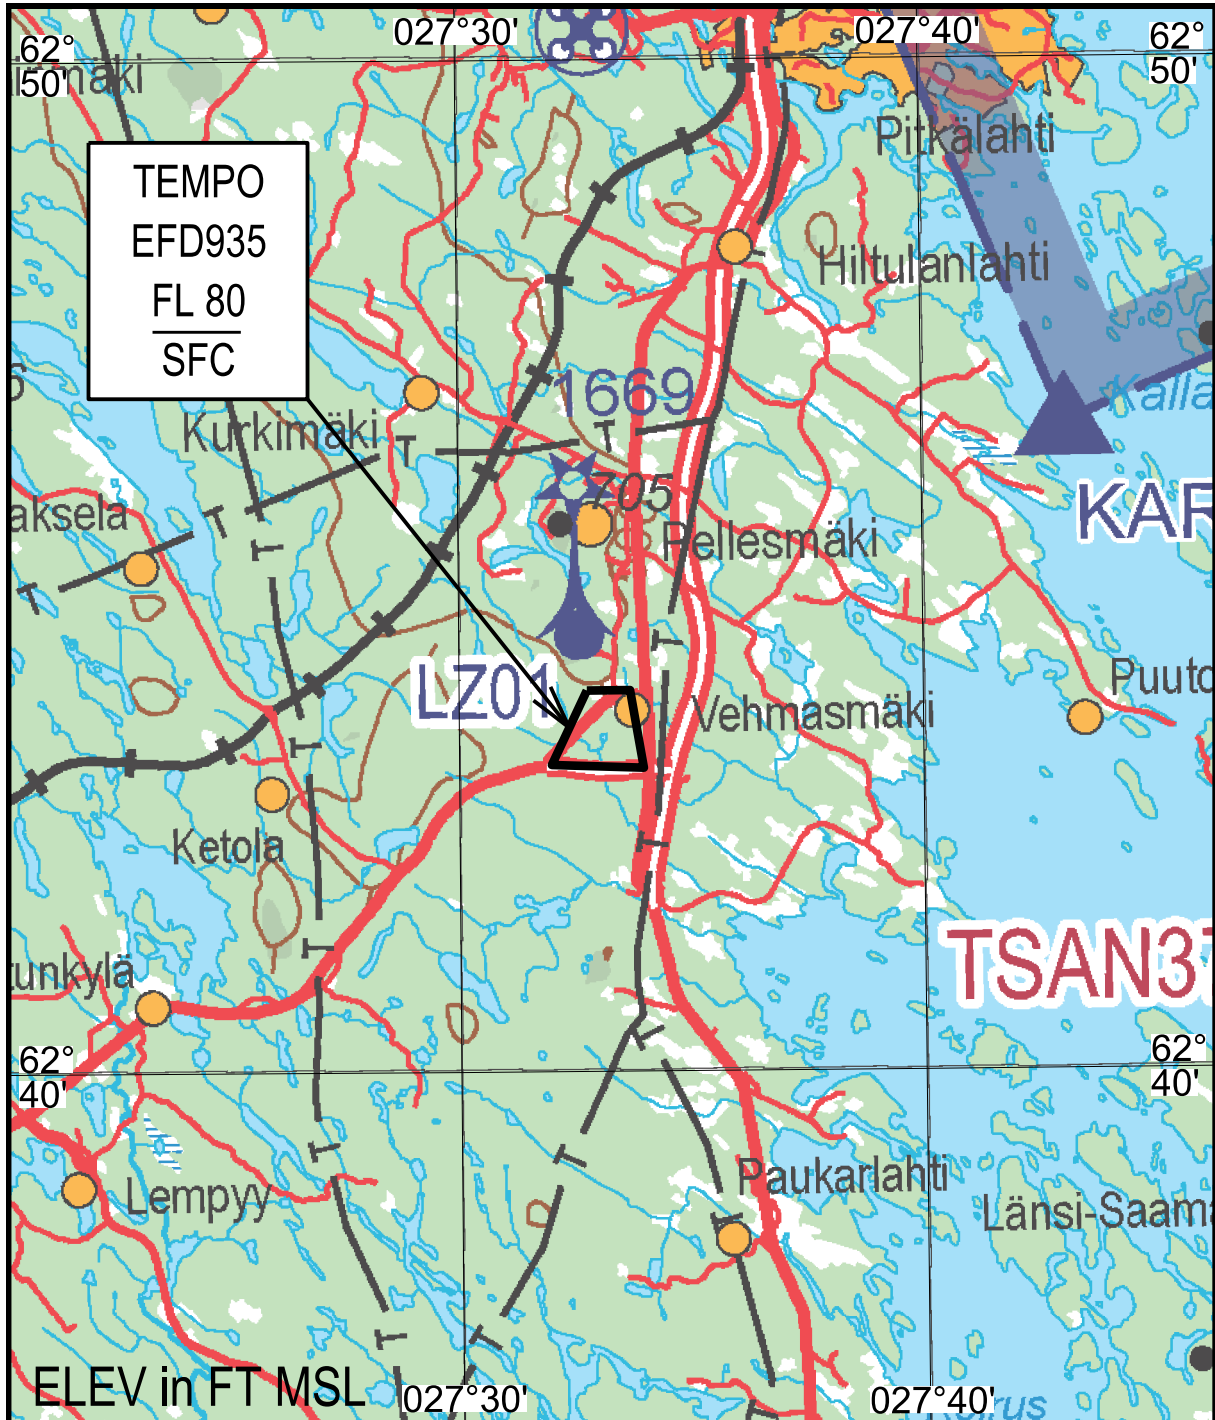 027°30'
027°40'
62°
50'
62°
50'
Pitkälahti
TEMPO
EFD935
FL 80
SFC
Hiltulanlahti
1669
Kurkimäki
705
KAR
aksela
Pellesmäki
LZ01
Puuto
Vehmasmäki
Ketola
TSAN3
unkylä
62°
40'
62°
40'
Paukarlahti
Lempyy
Länsi-Saama
ELEV in FT MSL
027°30'
027°40'